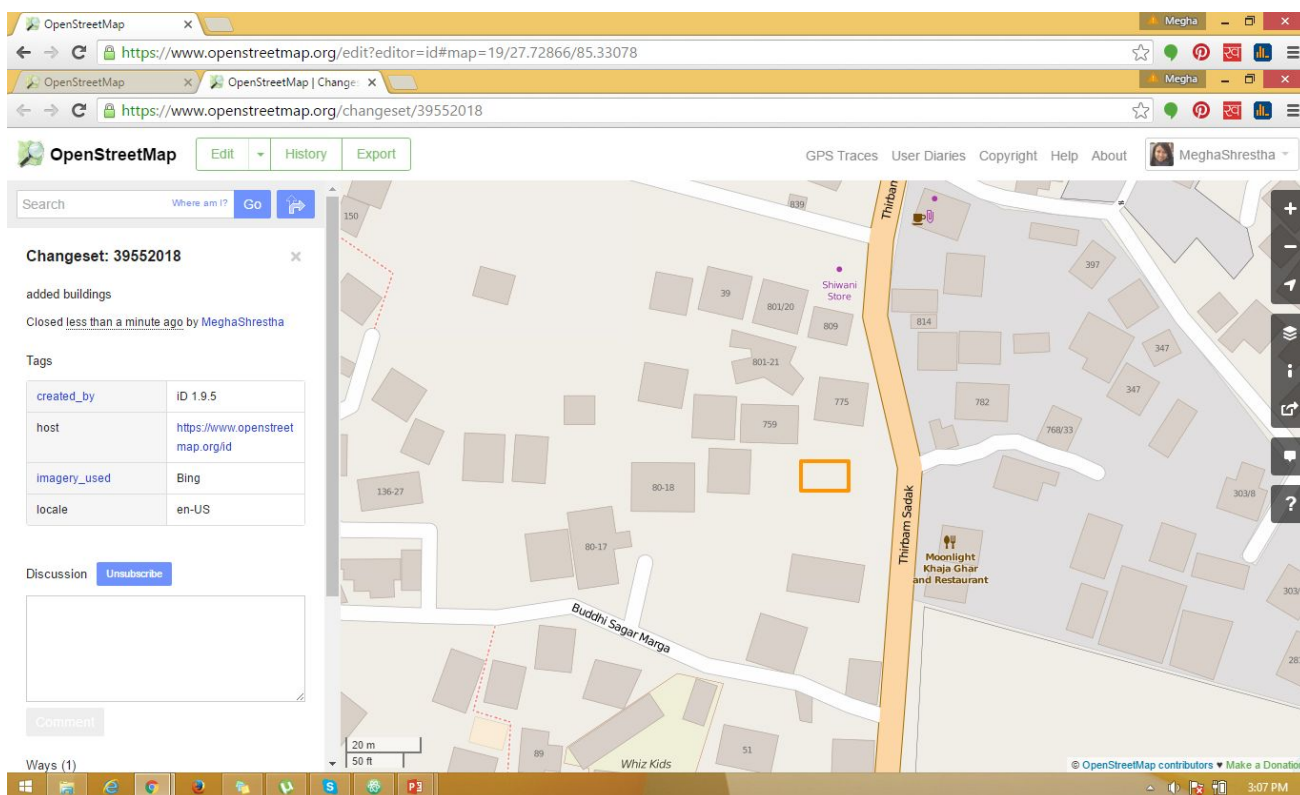 OpenStreetMap
Megha
https://www.openstreetmap.org/edit?editor=id#map=19/27.72866/85.33078
OpenStreetMap
OpenStreetMap | Change
Megha
https://www.openstreetmap.org/changeset/39552018
OpenStreetMap
Edit
History
Export
GPS Traces
User Diaries
Copyright
Help
About
MeghaShrestha
Search
Where am I?
Go
Changeset: 39552018
added buildings
Closed less than a minute ago by MeghaShrestha
Tags
created_by
iD 1.9.5
host
https://www.openstreet
map.org/id
imagery_used
Bing
locale
en-US
Discussion
Unsubscribe
Comment
Ways (1)
150
839
Thirbam
397
39
801/20
Shiwani
Store
809
814
801-21
347
347
775
782
759
768/33
136-27
80-18
303/8
Thirbam Sadak
80-17
Moonlight
Khaja Ghar
and Restaurant
303/
Buddhi Sagar Marga
28
20 m
50 ft
89
Whiz Kids
51
© OpenStreetMap contributors ♥ Make a Donatio
3:07 PM